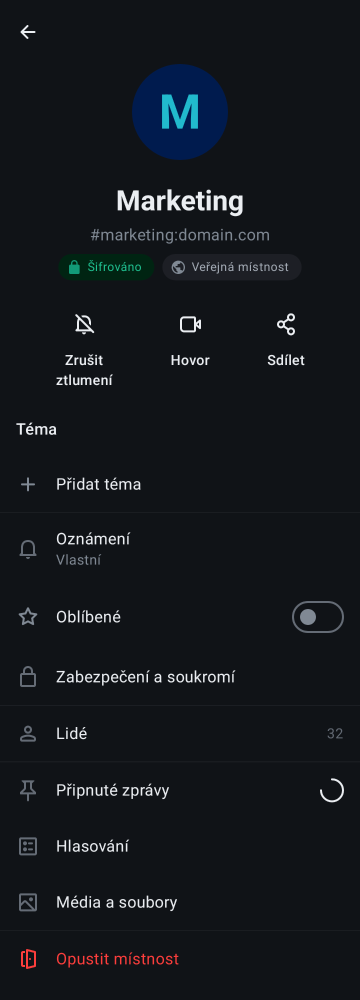 M
Marketing
#marketing:domain.com
Šifrováno
Veřejná místnost
Zrušit
ztlumení
Hovor
Sdílet
Téma
Přidat téma
Oznámení
Vlastní
Oblíbené
Zabezpečení a soukromí
Lidé
32
Připnuté zprávy
Hlasování
Média a soubory
Opustit místnost